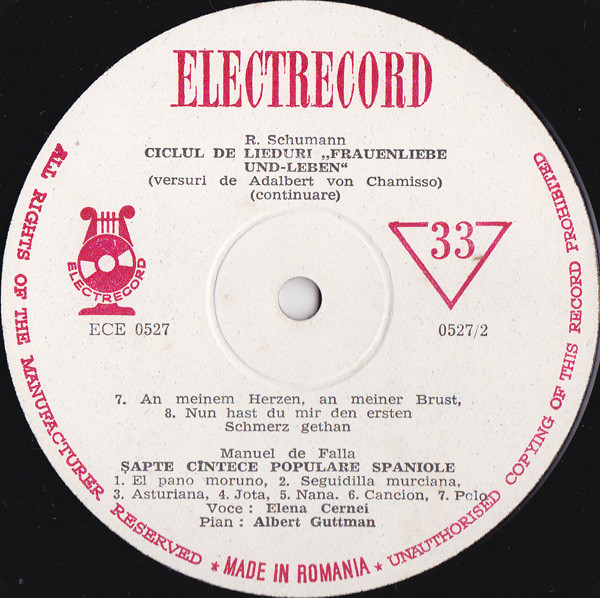 ELECTRECORD
R. Schumann
CICLUL DE LIEDURI „FRAUENLIEBE
UND-LEBEN“
(versuri de Adalbert von Chamisso)
(continuare)
ELECTRECORD
33
ECE 0527
0527/2
7. An meinem Herzen, an meiner Brust,
8. Nun hast du mir den ersten
Schmerz gethan
Manuel de Falla
ȘAPTE CÎNTECE POPULARE SPANIOLE
1. El pano moruno, 2. Seguidilla murciana,
3. Asturiana, 4. Jota, 5. Nana. 6. Cancion, 7. Polo
Voce : Elena Cernei
Pian : Albert Guttman
ALL RIGHTS OF THE MANUFACTURER RESERVED * MADE IN ROMANIA * UNAUTHORISED COPYING OF THIS RECORD PROHIBITED